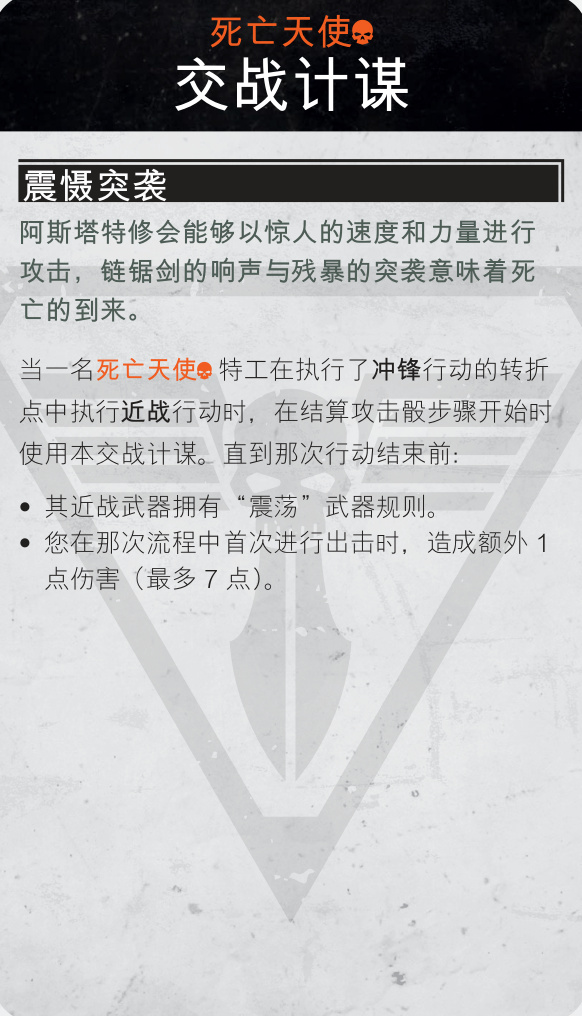 死亡天使
交战计谋
震慑突袭
阿斯塔特修会能够以惊人的速度和力量进行
攻击，链锯剑的响声与残暴的突袭意味着死
亡的到来。
当一名死亡天使 特工在执行了冲锋行动的转折
点中执行近战行动时，在结算攻击骰步骤开始时
使用本交战计谋。直到那次行动结束前:
• 其近战武器拥有“震荡”武器规则。
• 您在那次流程中首次进行出击时，造成额外 1
点伤害（最多 7 点）。